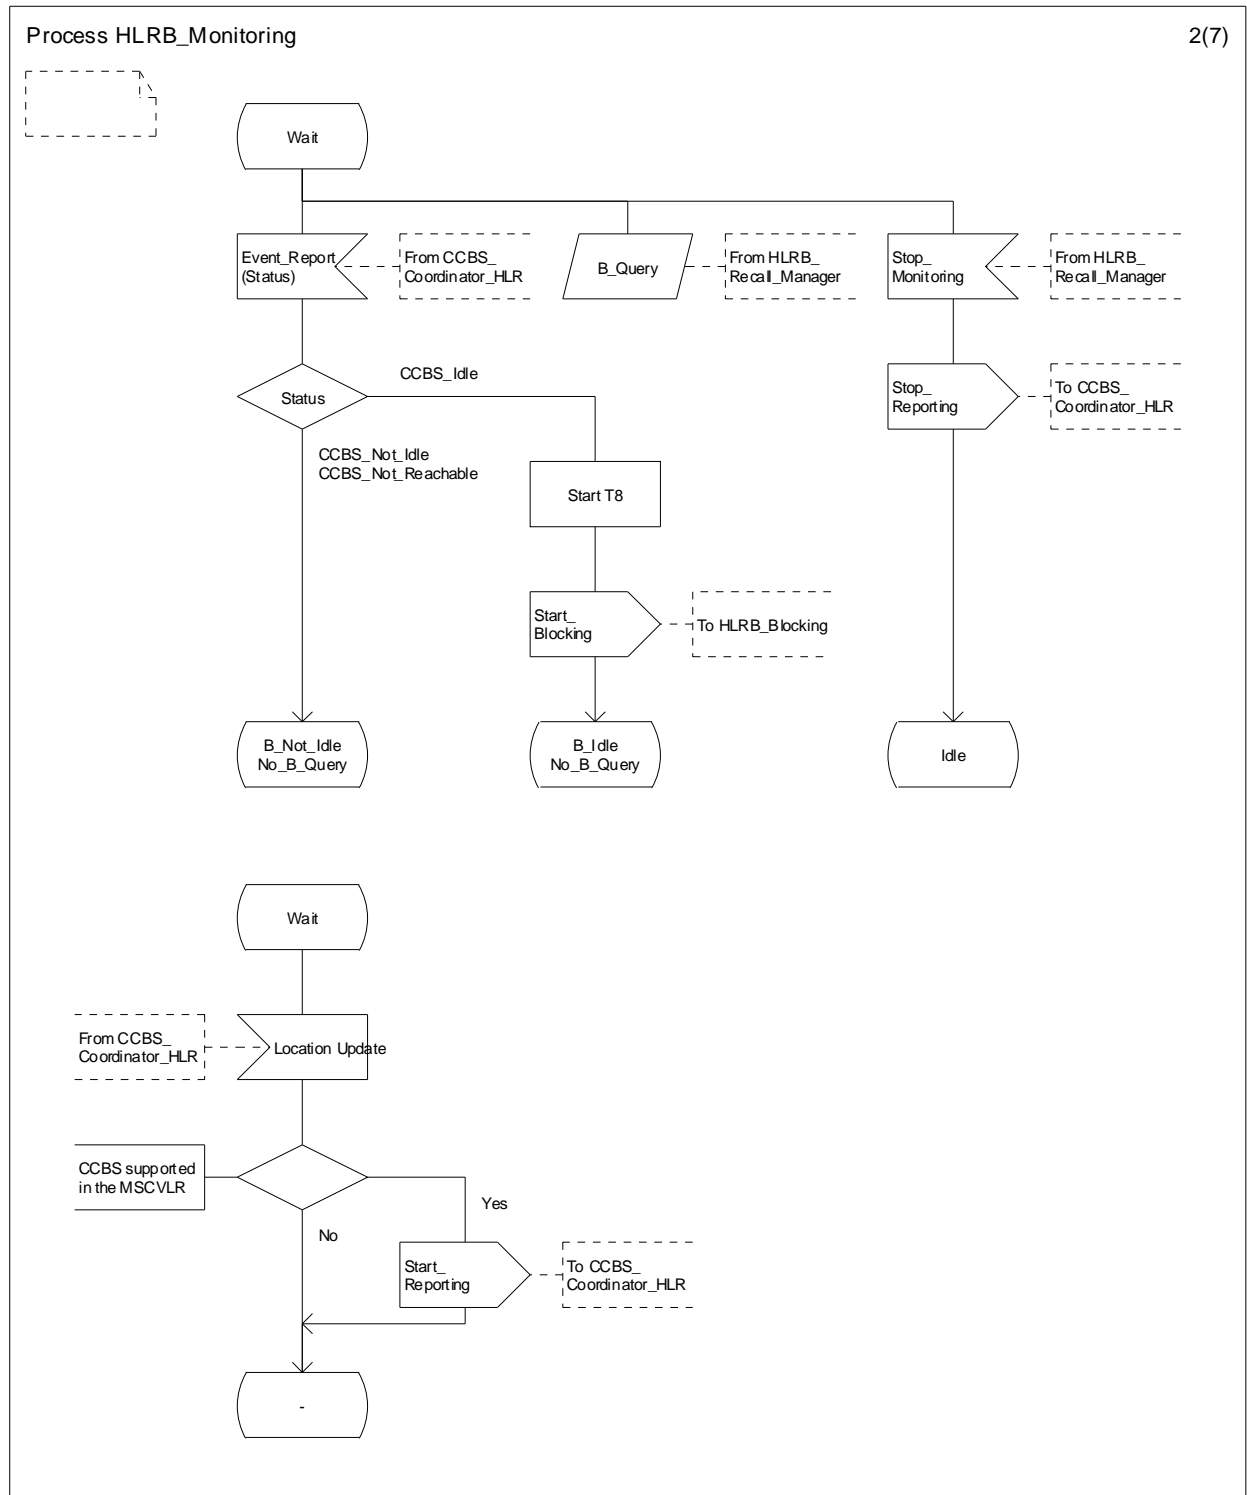 Process HLRB_Monitoring
2(7)
Wait
Event_Report
(Status)
From CCBS_
Coordinator_HLR
B_Query
From HLRB_
Recall_Manager
Stop_
Monitoring
From HLRB_
Recall_Manager
Status
CCBS_Idle
Stop_
Reporting
To CCBS_
Coordinator_HLR
CCBS_Not_Idle
CCBS_Not_Reachable
Start T8
Start_
Blocking
To HLRB_Blocking
B_Not_Idle
No_B_Query
B_Idle
No_B_Query
Idle
Wait
From CCBS_
Coordinator_HLR
Location Update
CCBS supported
in the MSCVLR
Yes
No
Start_
Reporting
To CCBS_
Coordinator_HLR
-